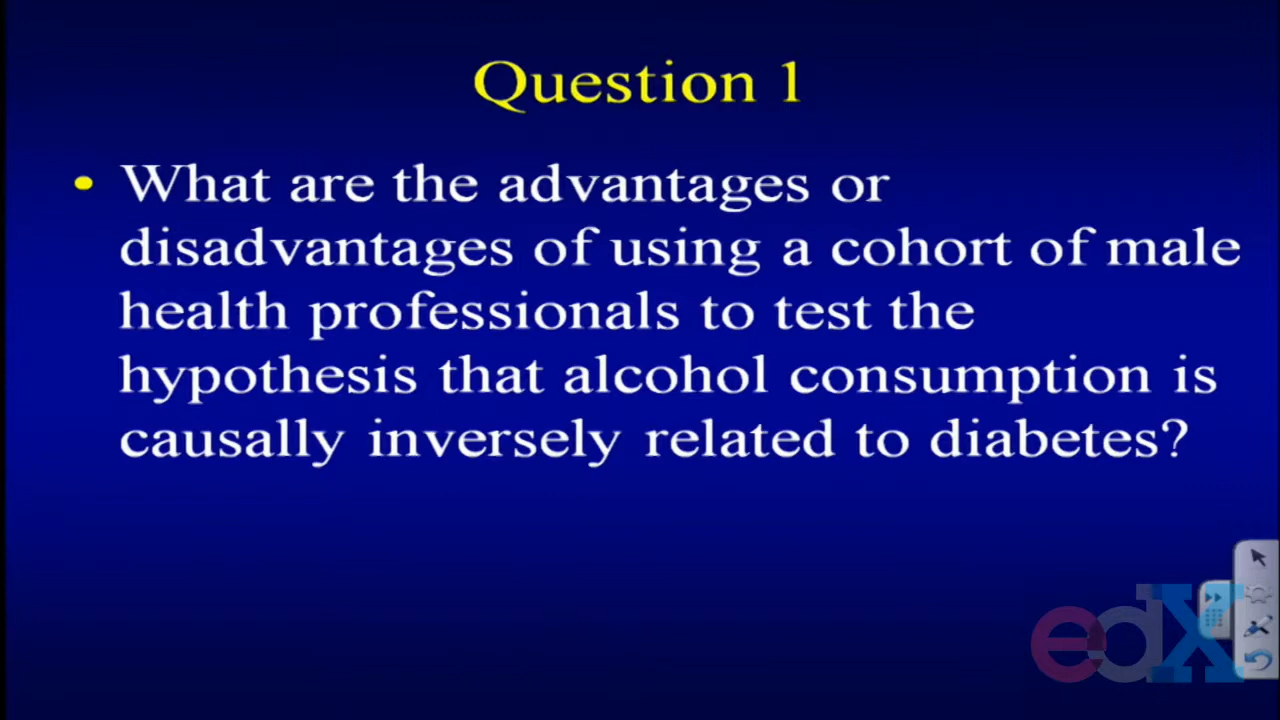 Question 1
• What are the advantages or
disadvantages of using a cohort of male
health professionals to test the
hypothesis that alcohol consumption is
causally inversely related to diabetes?
edX